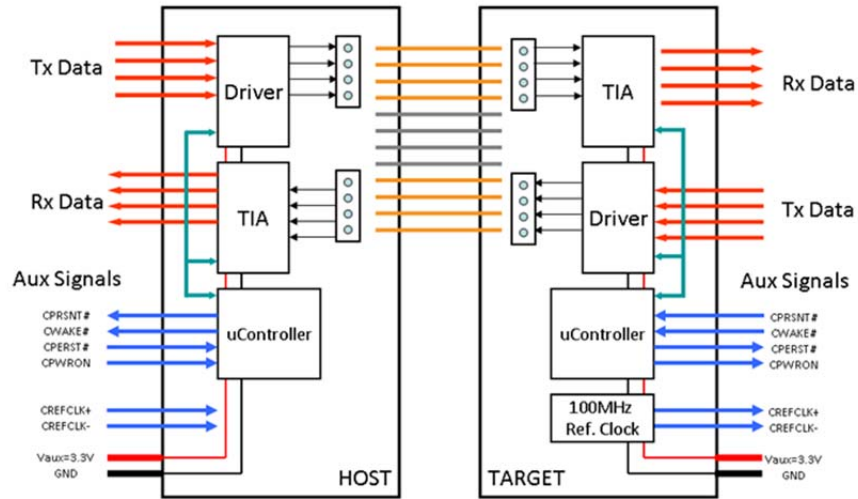 Tx Data
Driver
TIA
Rx Data
Rx Data
TIA
Driver
Tx Data
Aux Signals
Aux Signals
CPRSNT#
CWAKE#
CPERST#
CPWRON
uController
uController
CPRSNT#
CWAKE#
CPERST#
CPWRON
CREFCLK+
CREFCLK-
100MHz
Ref. Clock
CREFCLK+
CREFCLK-
Vaux=3.3V
GND
HOST
TARGET
Vaux=3.3V
GND